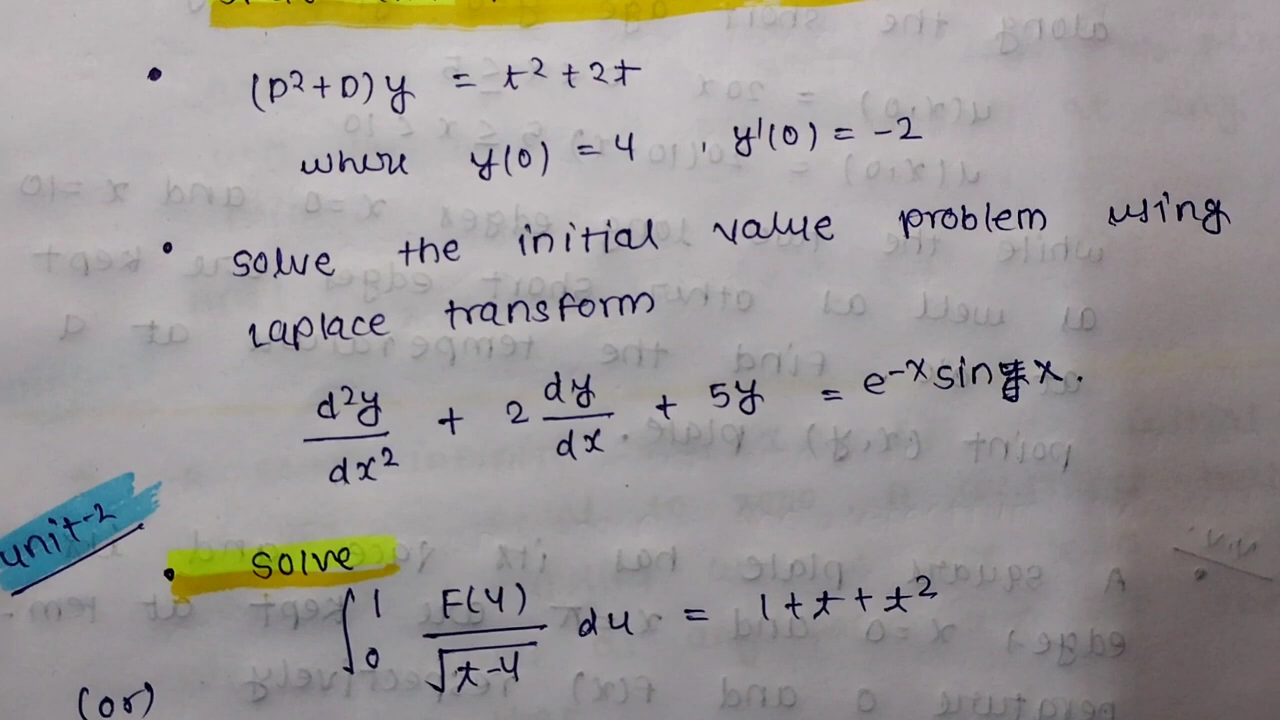 • (D²+D)y = t²+2t
where y(0) = 4 , y'(0) = -2
• solve the initial value problem using
Laplace transform
d²y/dx² + 2 dy/dx + 5y = e^-x sin x.
unit-2
• solve
∫₀¹ F(u)/√(t-u) du = 1+t+t²
(or)